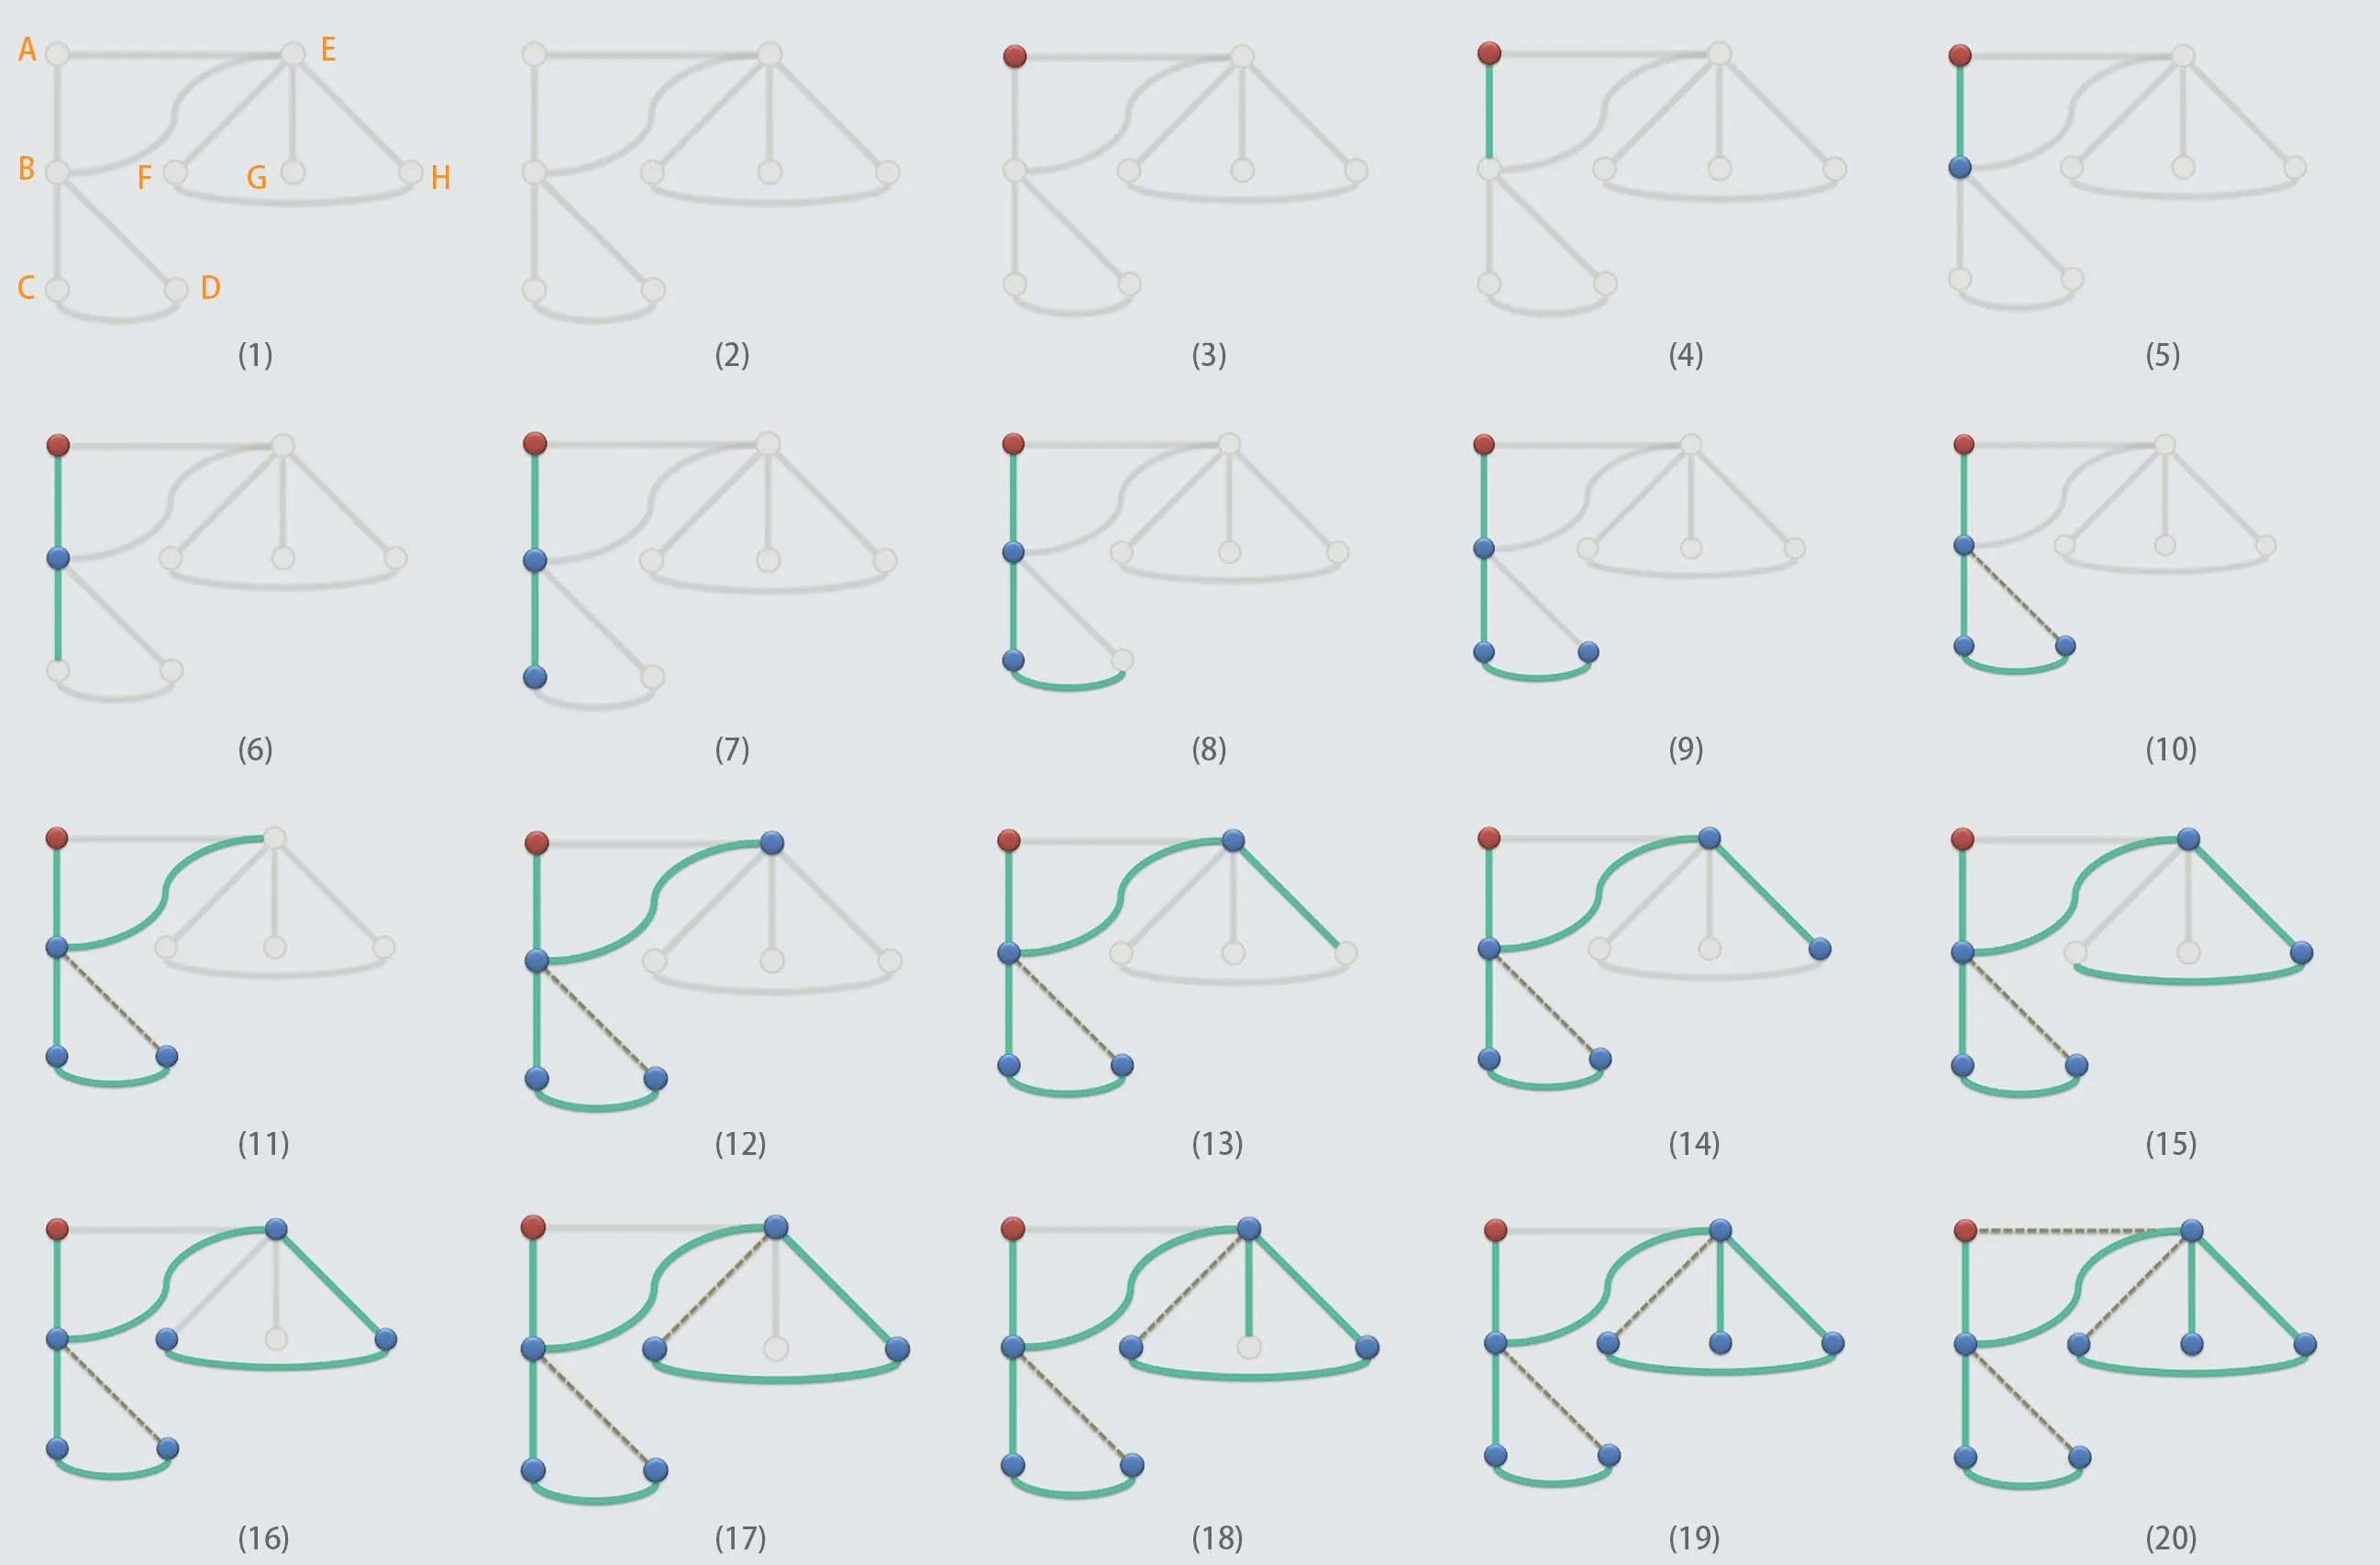 A E
B F G H
C D
(1) (2) (3) (4) (5)
(6) (7) (8) (9) (10)
(11) (12) (13) (14) (15)
(16) (17) (18) (19) (20)